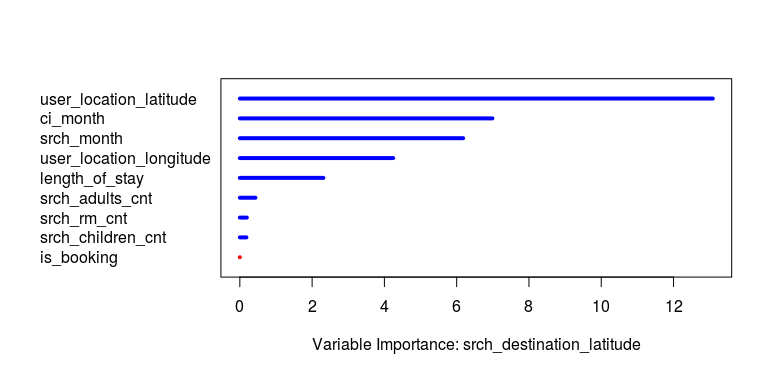 user_location_latitude
ci_month
srch_month
user_location_longitude
length_of_stay
srch_adults_cnt
srch_rm_cnt
srch_children_cnt
is_booking
0 2 4 6 8 10 12
Variable Importance: srch_destination_latitude